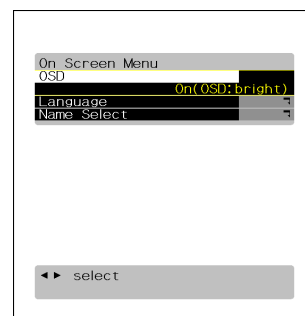 On Screen Menu
OSD
On(OSD:bright)
Language
Name Select
◄► select